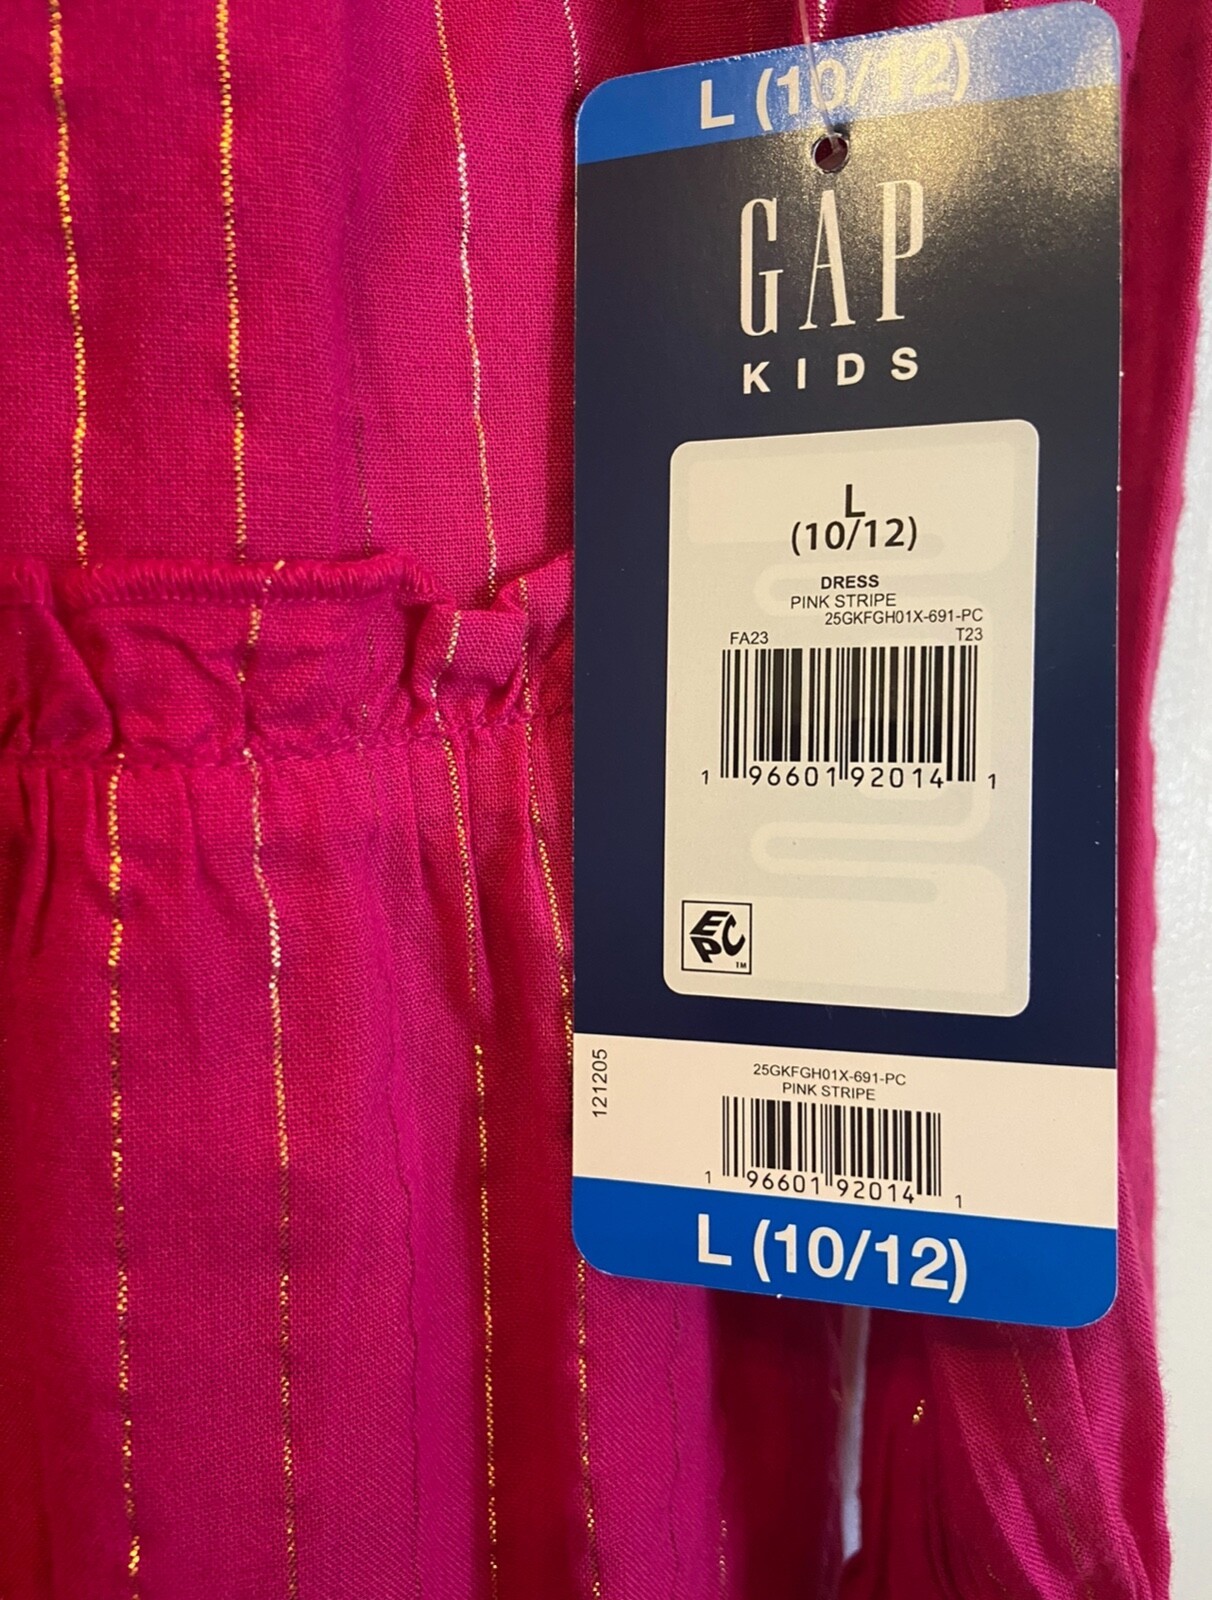 L (10/12)
GAP
KIDS
L
(10/12)
DRESS
PINK STRIPE
25GKFGH01X-691-PC
FA23 T23
1 96601 92014 1
EPC
TM
121205
25GKFGH01X-691-PC
PINK STRIPE
1 96601 92014 1
L (10/12)